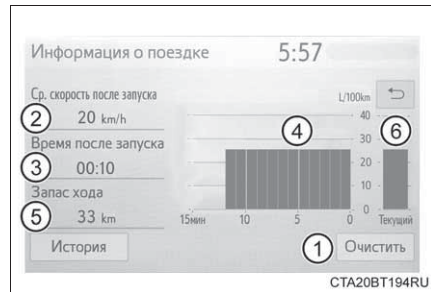 Информация о поездке 5:57
Ср. скорость после запуска
L/100km
2 20 km/h
40
4
6
30
Время после запуска
3 00:10
20
10
Запас хода
0
5 33 km
15мин 10 5 0 Текущий
История
1 Очистить
CTA20BT194RU